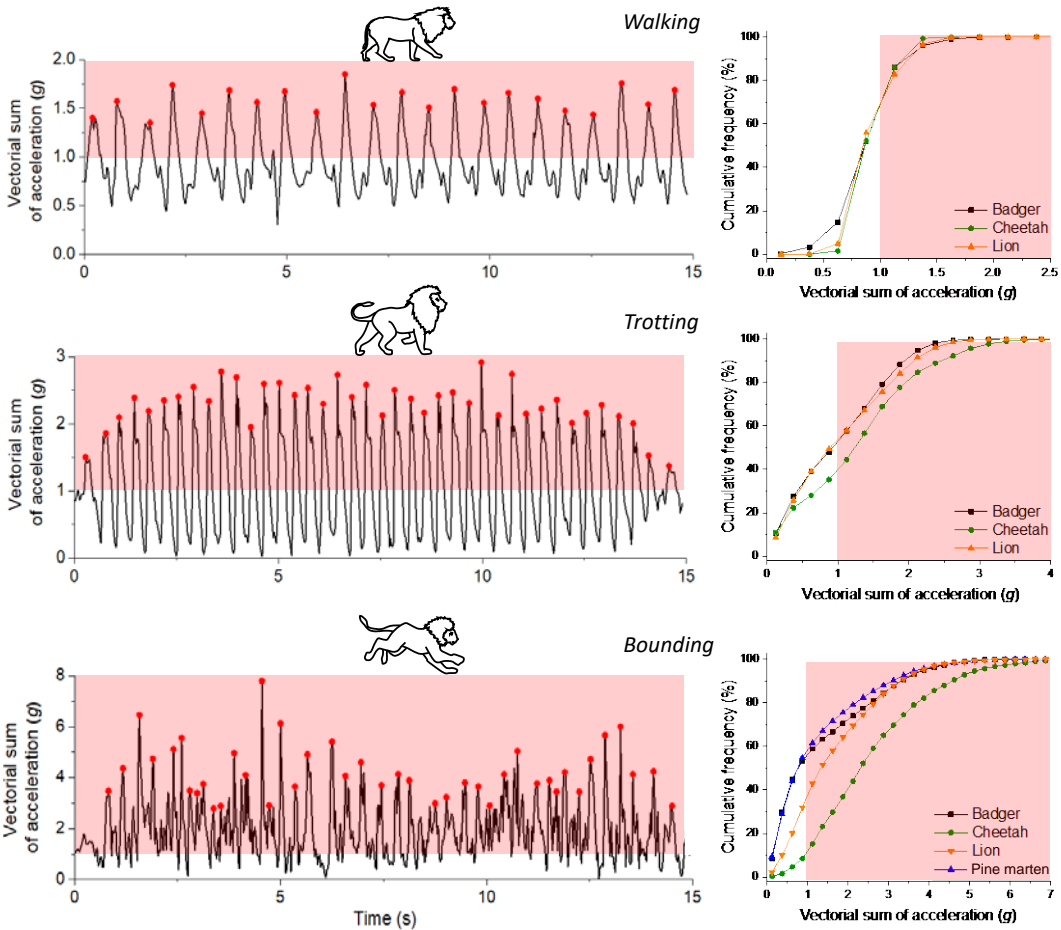 Walking
Vectorial sum
of acceleration (g)
2.0
1.5
1.0
0.5
0.0
0
5
10
15
Cumulative frequency (%)
100
80
60
40
20
0
Badger
Cheetah
Lion
0.0
0.5
1.0
1.5
2.0
2.5
Vectorial sum of acceleration (g)
Trotting
Vectorial sum
of acceleration (g)
3
2
1
0
0
5
10
15
Cumulative frequency (%)
100
80
60
40
20
0
Badger
Cheetah
Lion
0
1
2
3
4
Vectorial sum of acceleration (g)
Bounding
Vectorial sum
of acceleration (g)
8
6
4
2
0
0
5
10
15
Time (s)
Cumulative frequency (%)
100
80
60
40
20
0
Badger
Cheetah
Lion
Pine marten
0
1
2
3
4
5
6
7
Vectorial sum of acceleration (g)